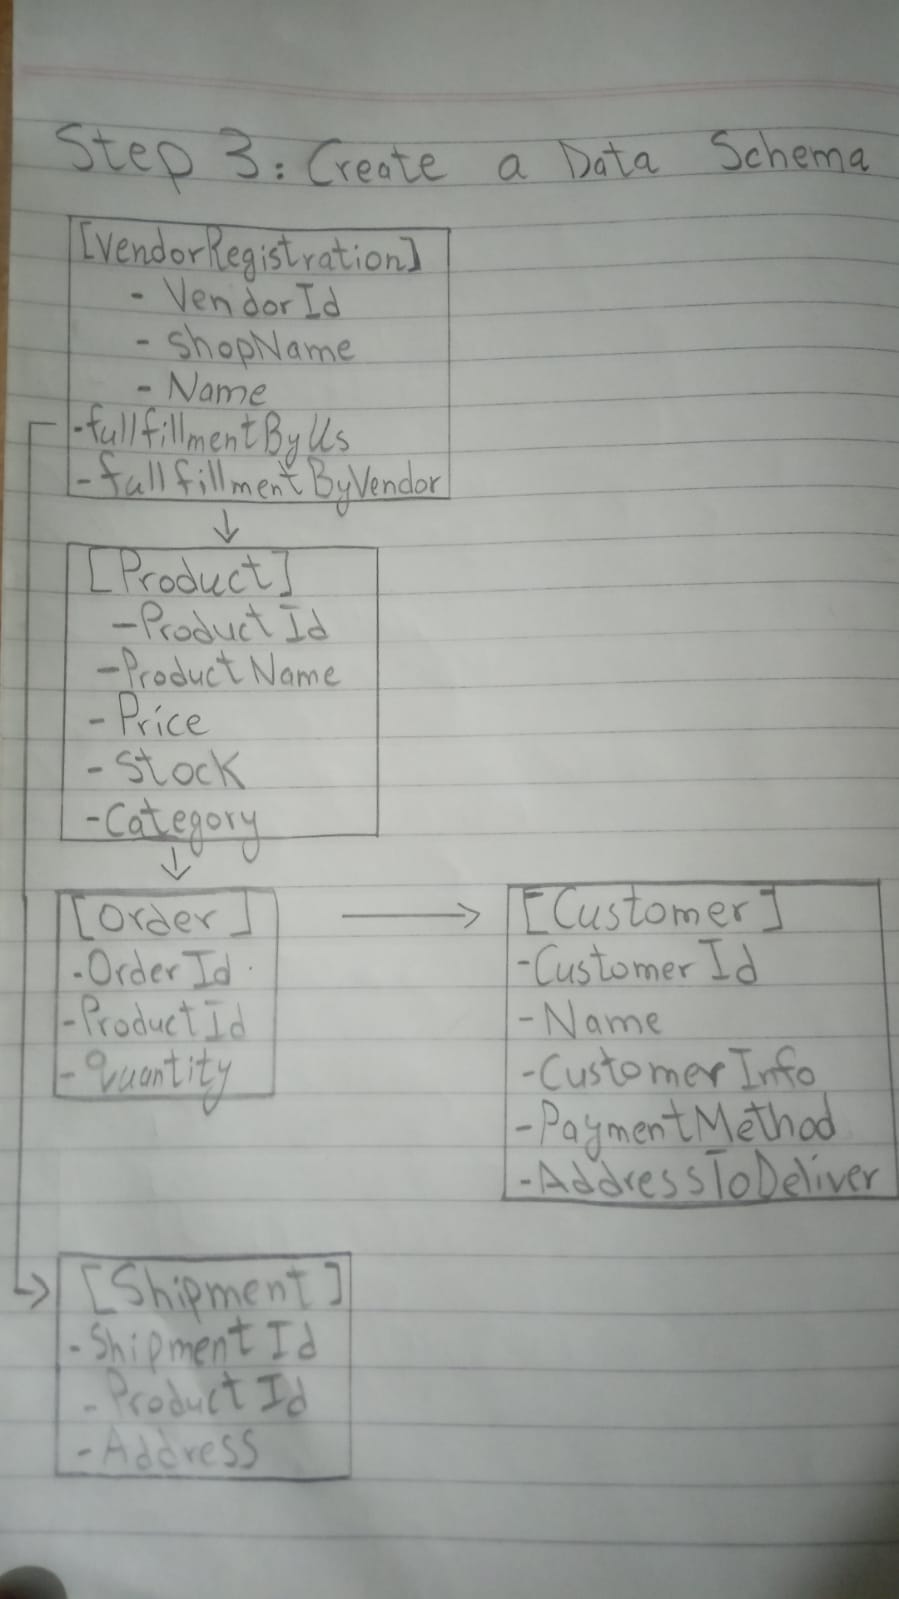 Step 3: Create a Data Schema
[VendorRegistration]
- VendorId
- ShopName
- Name
- fullfillmentByUs
- fullfillmentByVendor
↓
[Product]
- ProductId
- ProductName
- Price
- Stock
- Category
↓
[Order] → [Customer]
- OrderId
- ProductId
- Quantity
- CustomerId
- Name
- CustomerInfo
- PaymentMethod
- AddressToDeliver
[Shipment]
- ShipmentId
- ProductId
- Address